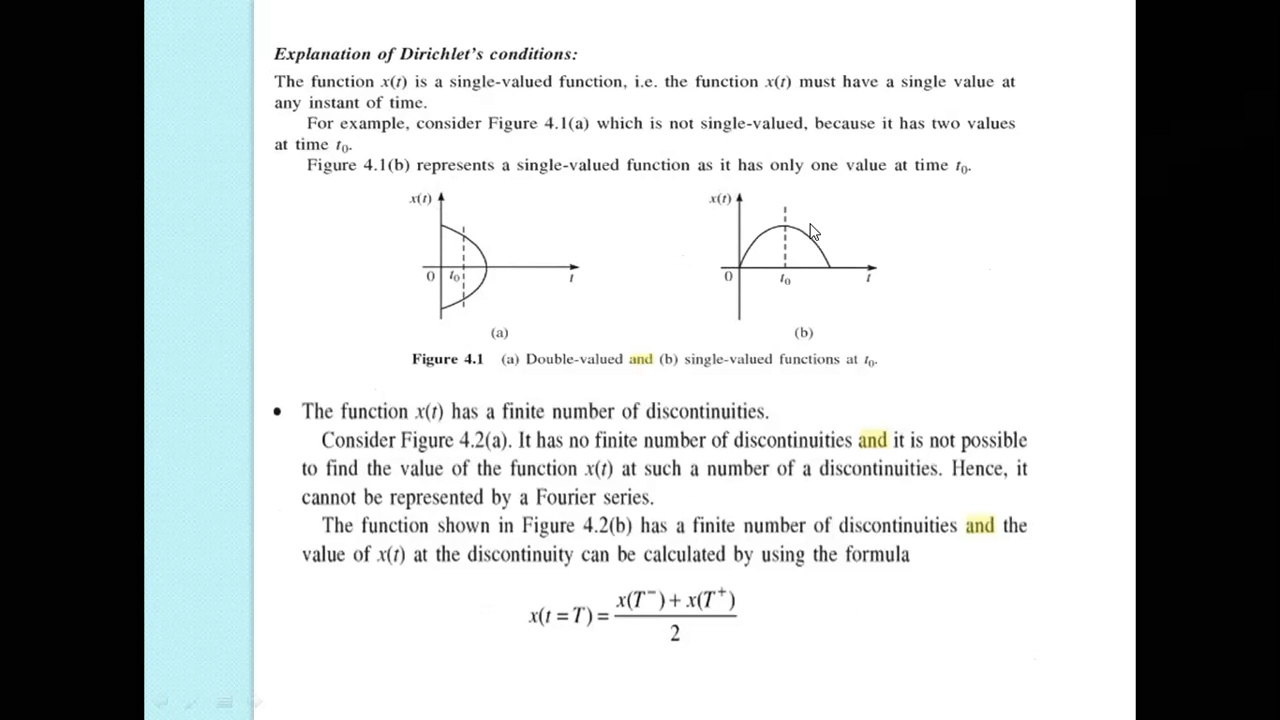 Explanation of Dirichlet's conditions:
The function x(t) is a single-valued function, i.e. the function x(t) must have a single value at
any instant of time.
For example, consider Figure 4.1(a) which is not single-valued, because it has two values
at time t₀.
Figure 4.1(b) represents a single-valued function as it has only one value at time t₀.
x(t)
0
t₀
t
(a)
x(t)
0
t₀
t
(b)
Figure 4.1 (a) Double-valued and (b) single-valued functions at t₀.
• The function x(t) has a finite number of discontinuities.
Consider Figure 4.2(a). It has no finite number of discontinuities and it is not possible
to find the value of the function x(t) at such a number of a discontinuities. Hence, it
cannot be represented by a Fourier series.
The function shown in Figure 4.2(b) has a finite number of discontinuities and the
value of x(t) at the discontinuity can be calculated by using the formula
x(t = T) = x(T⁻) + x(T⁺)
2